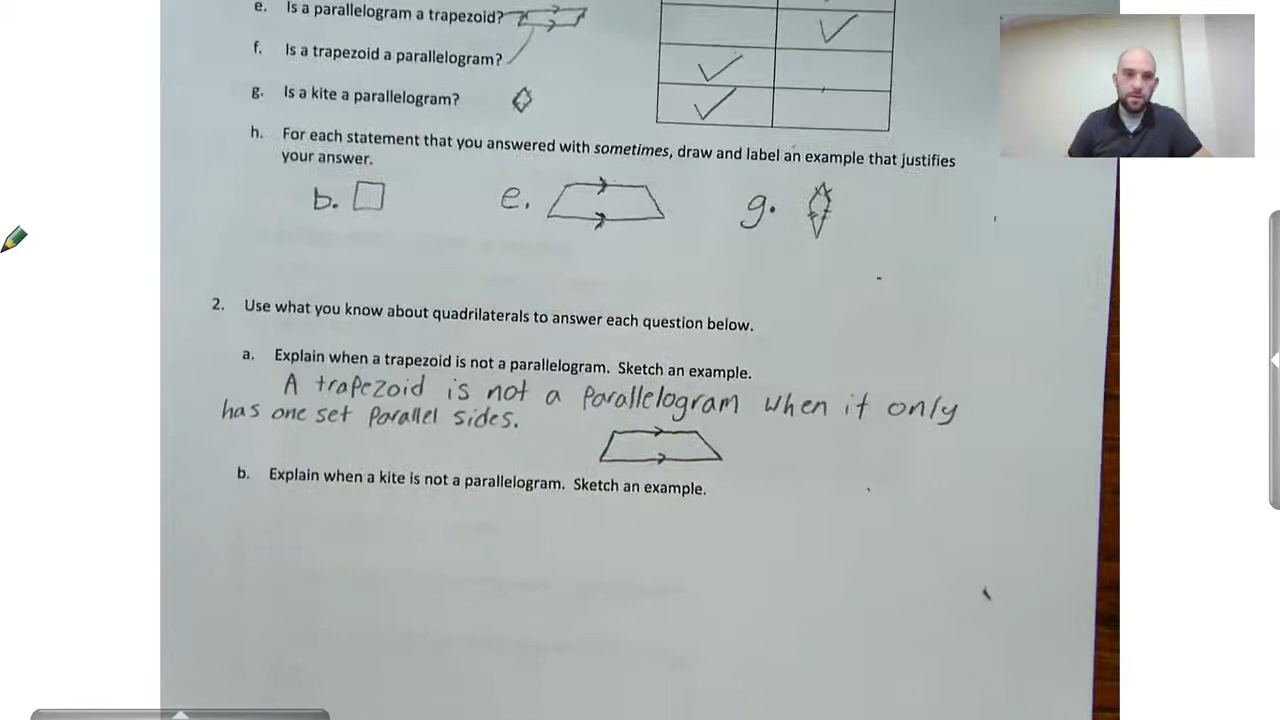 e. Is a parallelogram a trapezoid?
f. Is a trapezoid a parallelogram?
g. Is a kite a parallelogram?
h. For each statement that you answered with sometimes, draw and label an example that justifies
your answer.
b. e. g.
2. Use what you know about quadrilaterals to answer each question below.
a. Explain when a trapezoid is not a parallelogram. Sketch an example.
A trapezoid is not a parallelogram when it only
has one set parallel sides.
b. Explain when a kite is not a parallelogram. Sketch an example.